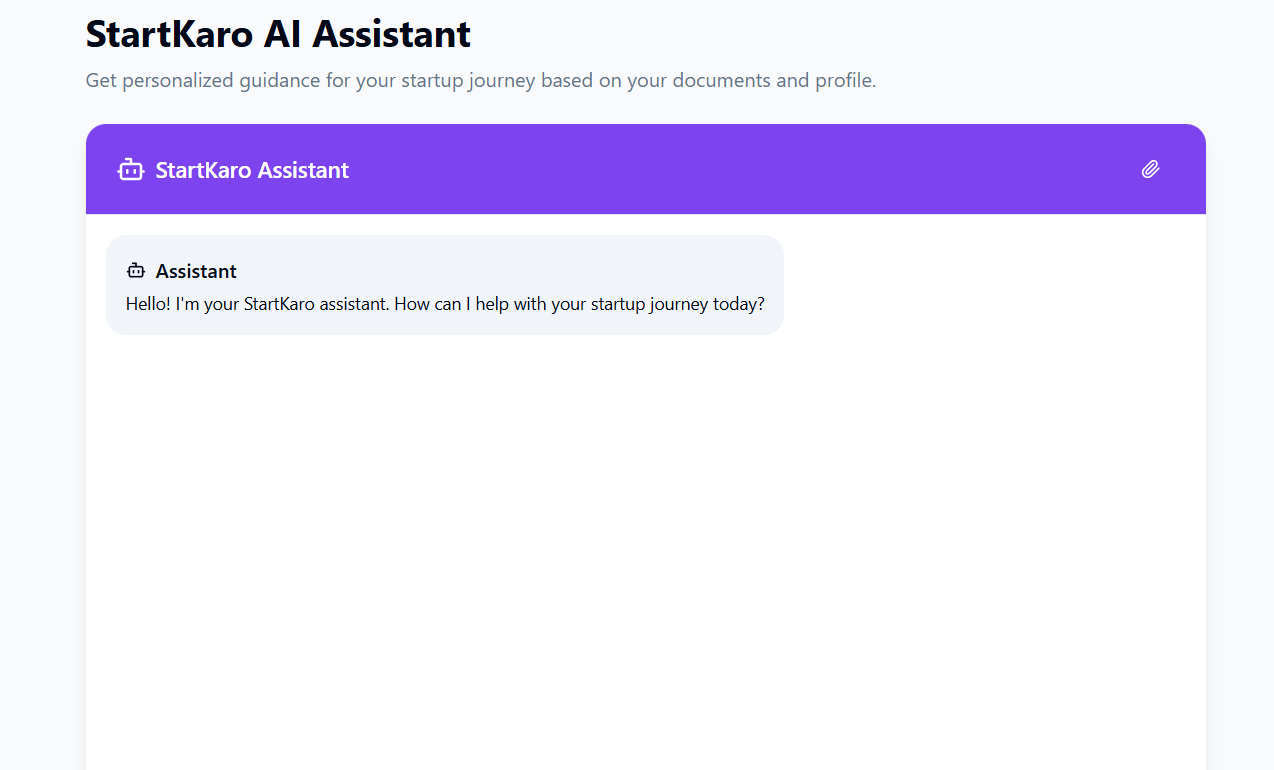 StartKaro AI Assistant
Get personalized guidance for your startup journey based on your documents and profile.
StartKaro Assistant
Assistant
Hello! I'm your StartKaro assistant. How can I help with your startup journey today?